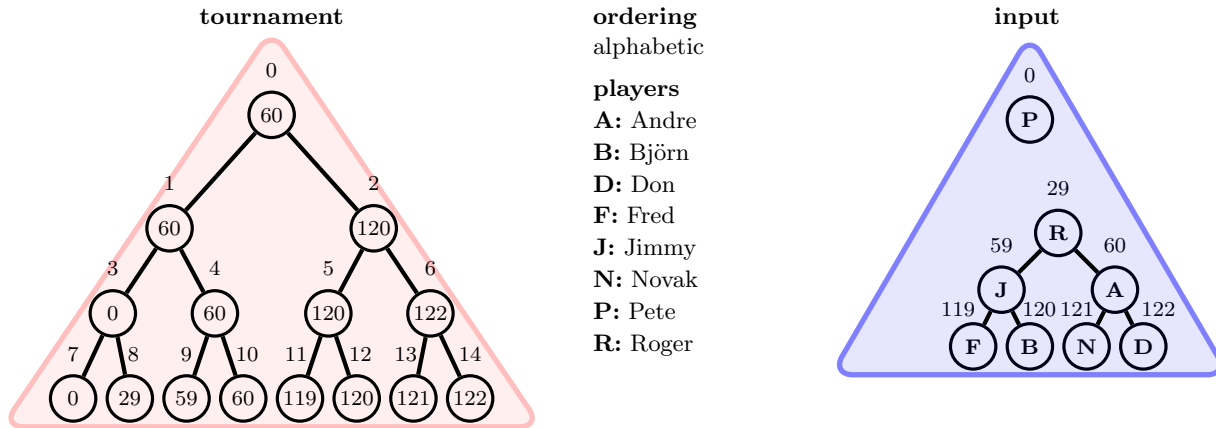 tournament
0
60
1 2
60 120
3 4 5 6
0 60 120 122
7 8 9 10 11 12 13 14
0 29 59 60 119 120 121 122
ordering
alphabetic
players
A: Andre
B: Björn
D: Don
F: Fred
J: Jimmy
N: Novak
P: Pete
R: Roger
input
0
P
29
R
59 60
J A
119 120 121 122
F B N D